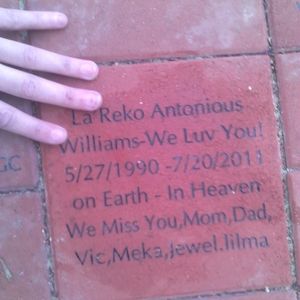 La Reko Antonious
Williams-We Luv You!
5/27/1990 -7/20/2011
on Earth - In Heaven
We Miss You,Mom,Dad,
Vic,Meka,Jewel.lilma
GC